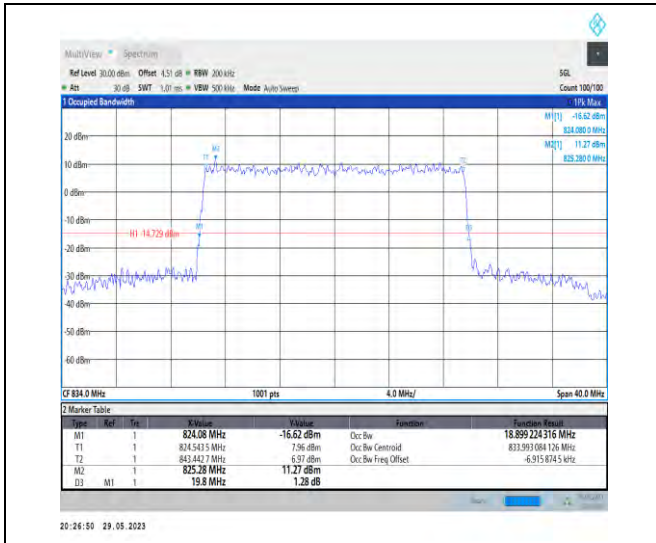 MultiView Spectrum
Ref Level 30.00 dBm Offset 4.51 dB RBW 200 kHz SGL
Att 30 dB SWT 1.01 ms VBW 500 kHz Mode Auto Sweep Count 100/100
1 Occupied Bandwidth 1Pk Max
M1[1] -16.62 dBm
824.080 0 MHz
M2[1] 11.27 dBm
825.280 0 MHz
20 dBm
10 dBm
0 dBm
-10 dBm
-20 dBm
-30 dBm
-40 dBm
-50 dBm
-60 dBm
T1 M2 T2
H1 -14.729 dBm M1 D3
CF 834.0 MHz 1001 pts 4.0 MHz/ Span 40.0 MHz
2 Marker Table
Type Ref Trc X-Value Y-Value Function Function Result
M1 1 824.08 MHz -16.62 dBm Occ Bw 18.899 224 316 MHz
T1 1 824.543 5 MHz 7.96 dBm Occ Bw Centroid 833.993 084 126 MHz
T2 1 843.442 7 MHz 6.97 dBm Occ Bw Freq Offset -6.915 874 5 kHz
M2 1 825.28 MHz 11.27 dBm
D3 M1 1 19.8 MHz 1.28 dB
20:26:50 29.05.2023